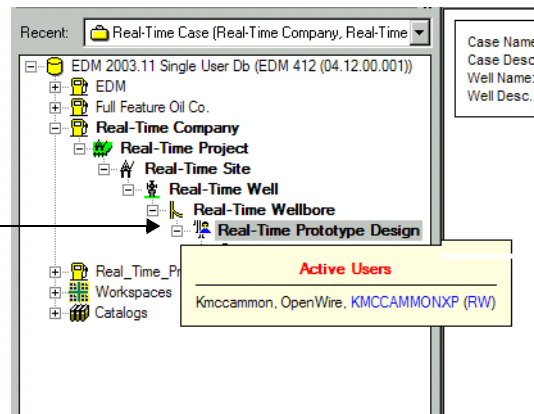 Recent: Real-Time Case (Real-Time Company, Real-Time
EDM 2003.11 Single User Db (EDM 412 (04.12.00.001))
EDM
Full Feature Oil Co.
Real-Time Company
Real-Time Project
Real-Time Site
Real-Time Well
Real-Time Wellbore
Real-Time Prototype Design
Real_Time_Pr
Workspaces
Catalogs
Active Users
Kmccammon, OpenWire, KMCCAMMONXP (RW)
Case Name
Case Desc
Well Name:
Well Desc.